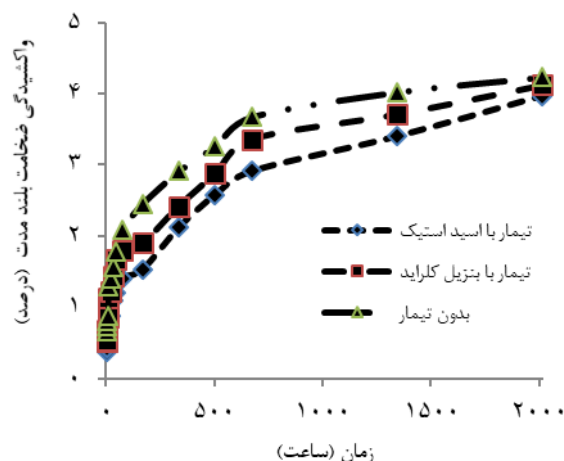 واکشیدگی ضخامت بلند مدت (درصد)
۵
۴
۳
۲
۱
۰
تیمار با اسید استیک
تیمار با بنزیل کلراید
بدون تیمار
۰ ۵۰۰ ۱۰۰۰ ۱۵۰۰ ۲۰۰۰
زمان (ساعت)